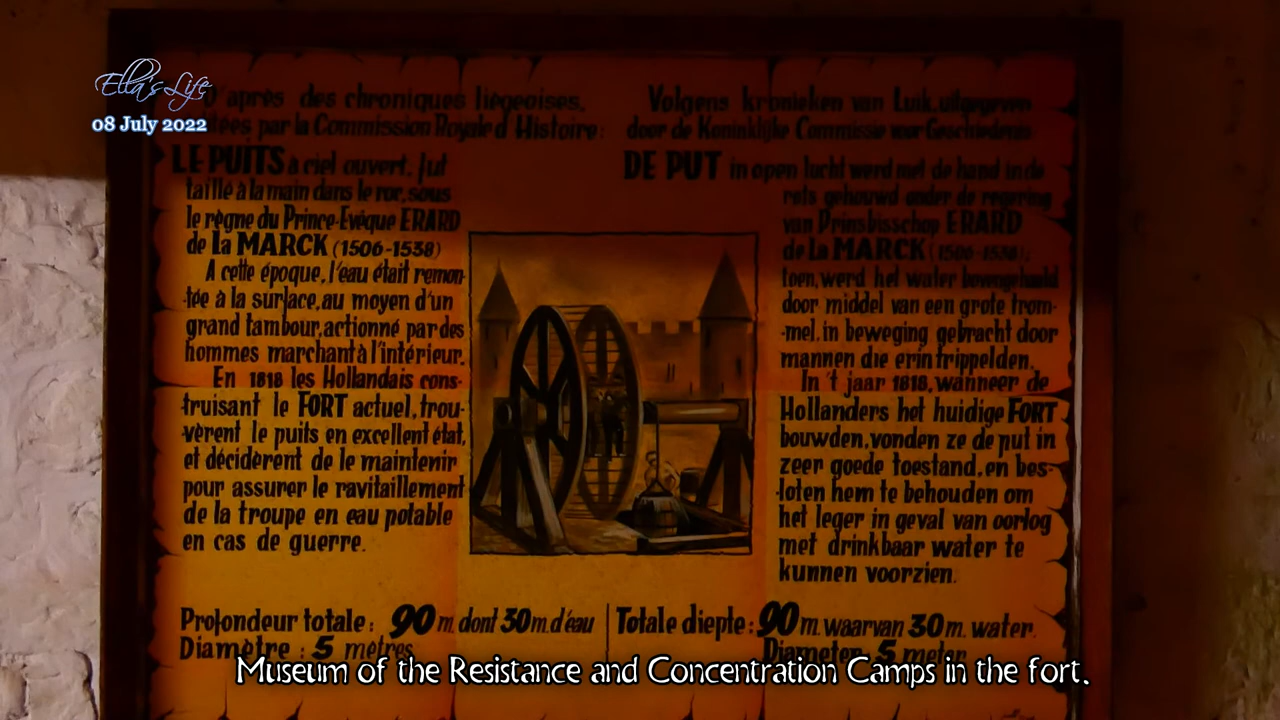 Ella's Life
08 July 2022
D'après des chroniques liègeoises,
par la Commission Royale d'Histoire:
LE PUITS à ciel ouvert, fut
taillé à la main dans le roc, sous
le règne du Prince-Evêque ERARD
de La MARCK (1506-1538)
A cette époque, l'eau était remon-
-tée à la surface, au moyen d'un
grand tambour, actionné par des
hommes marchant à l'intérieur.
En 1818 les Hollandais cons-
-truisant le FORT actuel, trou-
-vèrent le puits en excellent état,
et décidèrent de le maintenir
pour assurer le ravitaillement
de la troupe en eau potable
en cas de guerre.
Profondeur totale: 90 m. dont 30 m. d'eau
Diamètre : 5 mètres
Volgens kronieken van Luik, uitgegeven
door de Koninklijke Commissie voor Geschiedenis
DE PUT in open lucht werd met de hand in de
rots gehouwd onder de regering
van Prinsbisschop ERARD
de La MARCK (1506-1538);
toen, werd het water bovengehaald
door middel van een grote trom-
-mel, in beweging gebracht door
mannen die erin trippelden.
In 't jaar 1818, wanneer de
Hollanders het huidige FORT
bouwden, vonden ze de put in
zeer goede toestand, en bes-
-loten hem te behouden om
het leger in geval van oorlog
met drinkbaar water te
kunnen voorzien.
Totale diepte: 90 m. waarvan 30 m. water.
Diameter: 5 meter
Museum of the Resistance and Concentration Camps in the fort.